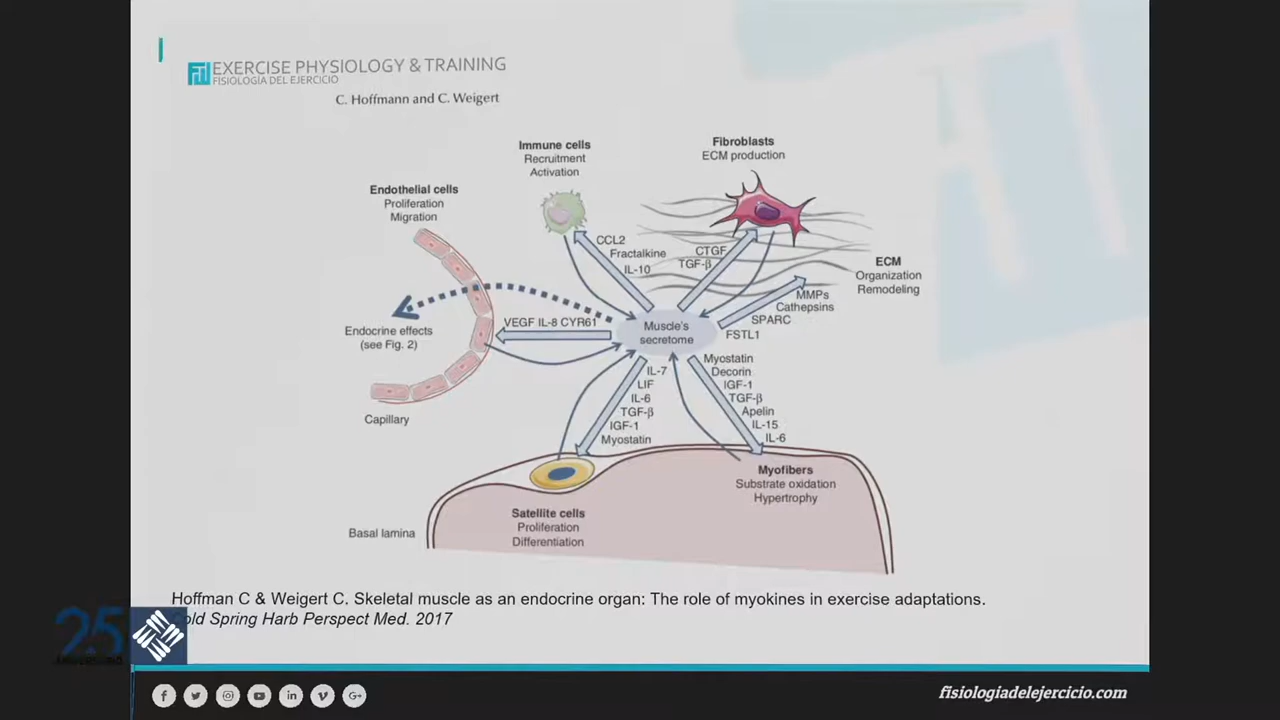 EXERCISE PHYSIOLOGY & TRAINING
FISIOLOGÍA DEL EJERCICIO
C. Hoffmann and C. Weigert
Immune cells
Recruitment
Activation
Fibroblasts
ECM production
Endothelial cells
Proliferation
Migration
CCL2
Fractalkine
IL-10
CTGF
TGF-β
ECM
Organization
Remodeling
MMPs
Cathepsins
SPARC
FSTL1
Endocrine effects
(see Fig. 2)
VEGF IL-8 CYR61
Muscle's
secretome
Capillary
IL-7
LIF
IL-6
TGF-β
IGF-1
Myostatin
Myostatin
Decorin
IGF-1
TGF-β
Apelin
IL-15
IL-6
Myofibers
Substrate oxidation
Hypertrophy
Satellite cells
Proliferation
Differentiation
Basal lamina
Hoffman C & Weigert C. Skeletal muscle as an endocrine organ: The role of myokines in exercise adaptations.
Cold Spring Harb Perspect Med. 2017
25
ANIVERSARIO
fisiologiadelejercicio.com